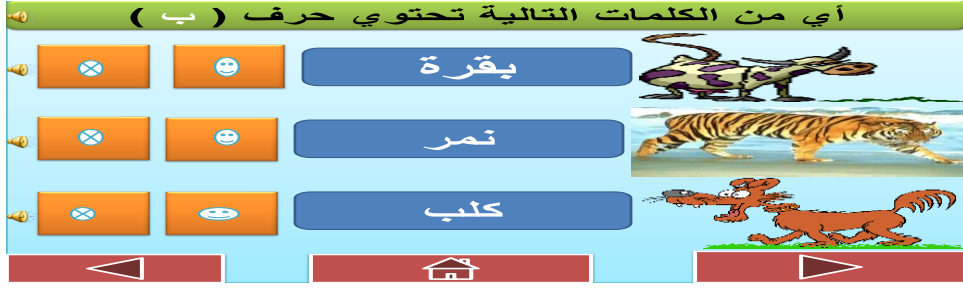 أي من الكلمات التالية تحتوي حرف ( ب )
بقرة
نمر
كلب